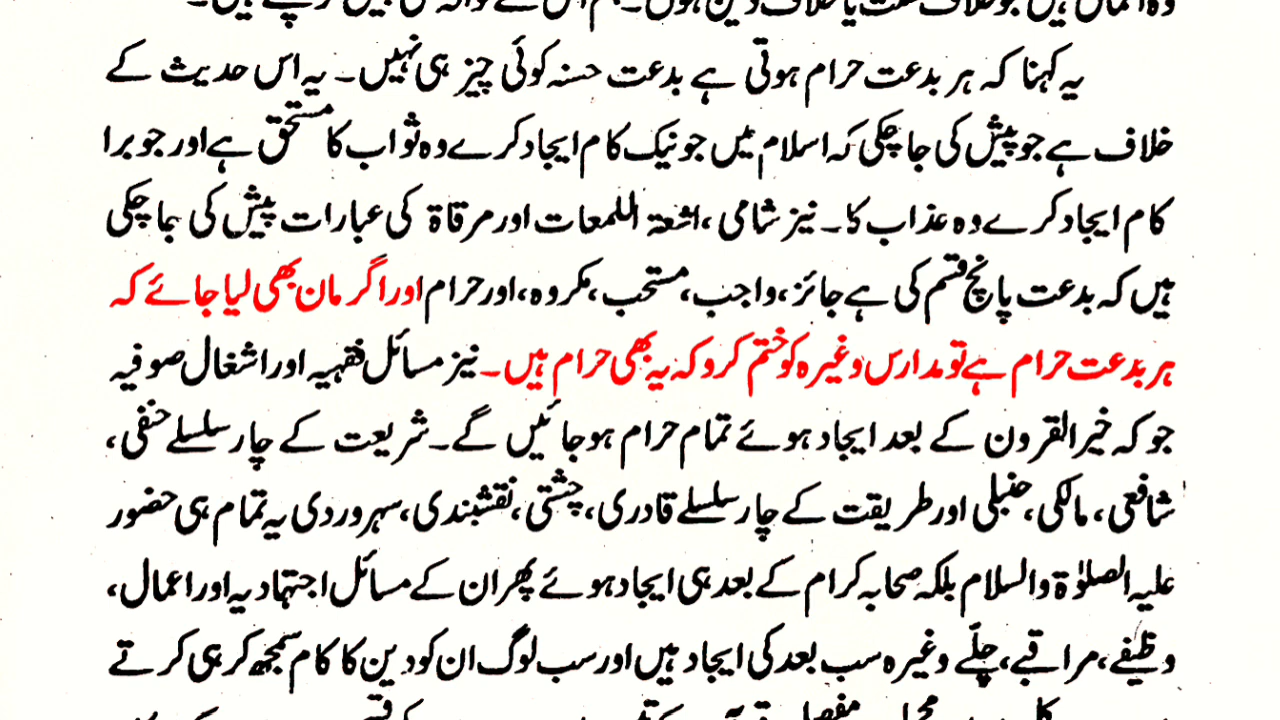 یہ کہنا کہ ہر بدعت حرام ہوتی ہے بدعت حسنہ کوئی چیز ہی نہیں۔ یہ اس حدیث کے
خلاف ہے جو پیش کی جا چکی کہ اسلام میں جو نیک کام ایجاد کرے وہ ثواب کا مستحق ہے اور جو برا
کام ایجاد کرے وہ عذاب کا۔ نیز شامی، اشعۃ اللمعات اور مرقاۃ کی عبارات پیش کی جا چکی
ہیں کہ بدعت پانچ قسم کی ہے جائز، واجب، مستحب، مکروہ، اور حرام اور اگر مان بھی لیا جائے کہ
ہر بدعت حرام ہے تو مدارس وغیرہ کو ختم کرو کہ یہ بھی حرام ہیں۔ نیز مسائل فقہیہ اور اشغال صوفیہ
جو کہ خیر القرون کے بعد ایجاد ہوئے تمام حرام ہو جائیں گے۔ شریعت کے چار سلسلے حنفی،
شافعی، مالکی، حنبلی اور طریقت کے چار سلسلے قادری، چشتی، نقشبندی، سہروردی یہ تمام ہی حضور
علیہ الصلوٰۃ والسلام بلکہ صحابہ کرام کے بعد ہی ایجاد ہوئے پھر ان کے مسائل اجتہادیہ اور اعمال،
وظیفے، مراقبے، چلّے وغیرہ سب بعد کی ایجاد ہیں اور سب لوگ ان کو دین کا کام سمجھ کر ہی کرتے